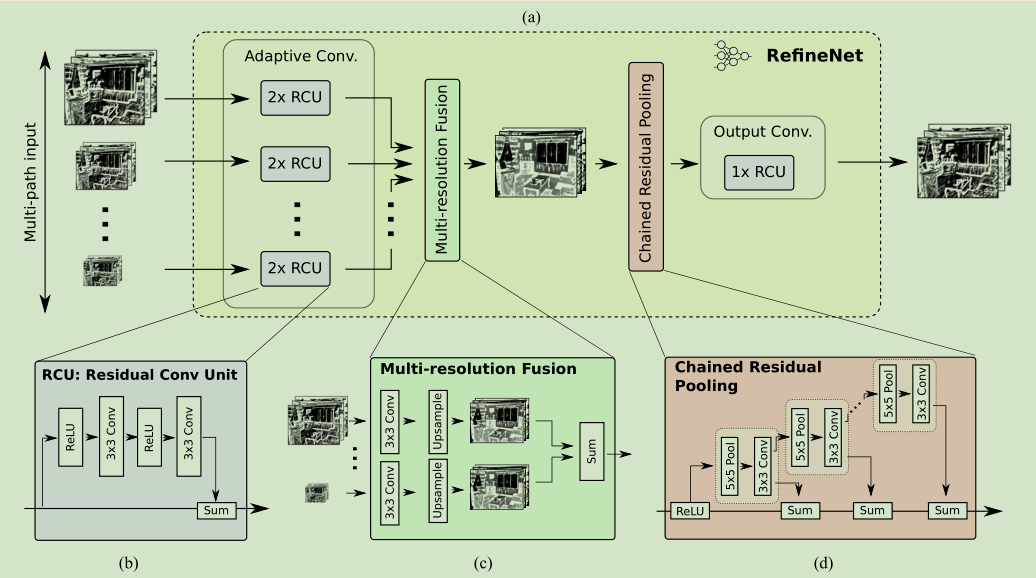 (a)
Multi-path input
RefineNet
Adaptive Conv.
2x RCU
2x RCU
2x RCU
Multi-resolution Fusion
Chained Residual Pooling
Output Conv.
1x RCU
RCU: Residual Conv Unit
ReLU
3x3 Conv
ReLU
3x3 Conv
Sum
(b)
Multi-resolution Fusion
3x3 Conv
Upsample
3x3 Conv
Upsample
Sum
(c)
Chained Residual
Pooling
ReLU
5x5 Pool
3x3 Conv
5x5 Pool
3x3 Conv
5x5 Pool
3x3 Conv
Sum
Sum
Sum
(d)